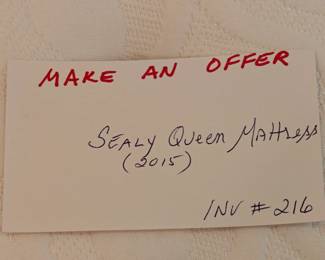 MAKE AN OFFER
SEALY QUEEN MATTRESS
(2015)
INV # 216